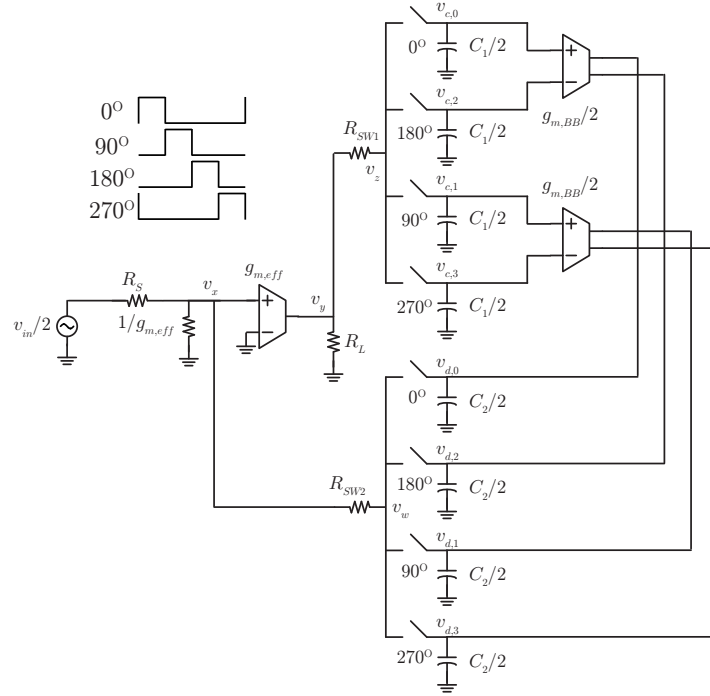 v_{c,0}
0°
C_1/2
v_{c,2}
180°
C_1/2
g_{m,BB}/2
v_{c,1}
90°
C_1/2
g_{m,BB}/2
v_{c,3}
270°
C_1/2
0°
90°
180°
270°
R_{SW1}
v_z
R_S
v_x
g_{m,eff}
v_y
v_{in}/2
1/g_{m,eff}
+
−
R_L
+
−
+
−
v_{d,0}
0°
C_2/2
v_{d,2}
180°
C_2/2
R_{SW2}
v_w
v_{d,1}
90°
C_2/2
v_{d,3}
270°
C_2/2